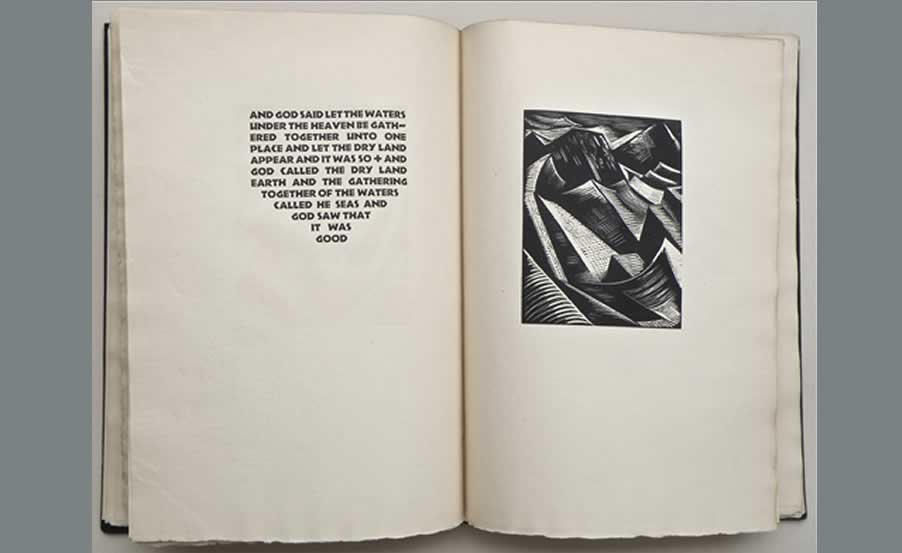 AND GOD SAID LET THE WATERS
UNDER THE HEAVEN BE GATH-
ERED TOGETHER UNTO ONE
PLACE AND LET THE DRY LAND
APPEAR AND IT WAS SO + AND
GOD CALLED THE DRY LAND
EARTH AND THE GATHERING
TOGETHER OF THE WATERS
CALLED HE SEAS AND
GOD SAW THAT
IT WAS
GOOD